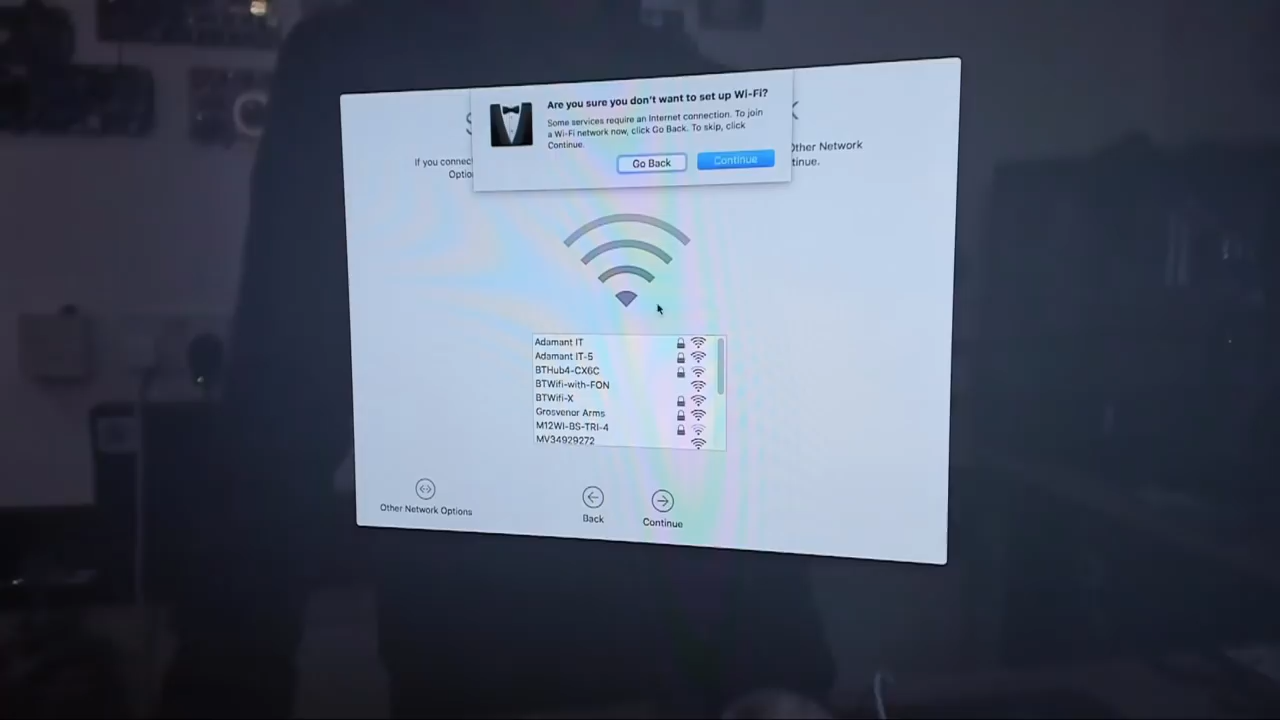 Are you sure you don't want to set up Wi-Fi?
Some services require an Internet connection. To join
a Wi-Fi network now, click Go Back. To skip, click
Continue.
Go Back
Continue
If you connec
Optio
Other Network
tinue.
Adamant IT
Adamant IT-5
BTHub4-CX6C
BTWifi-with-FON
BTWifi-X
Grosvenor Arms
M12WI-BS-TRI-4
MV34929272
Other Network Options
Back
Continue